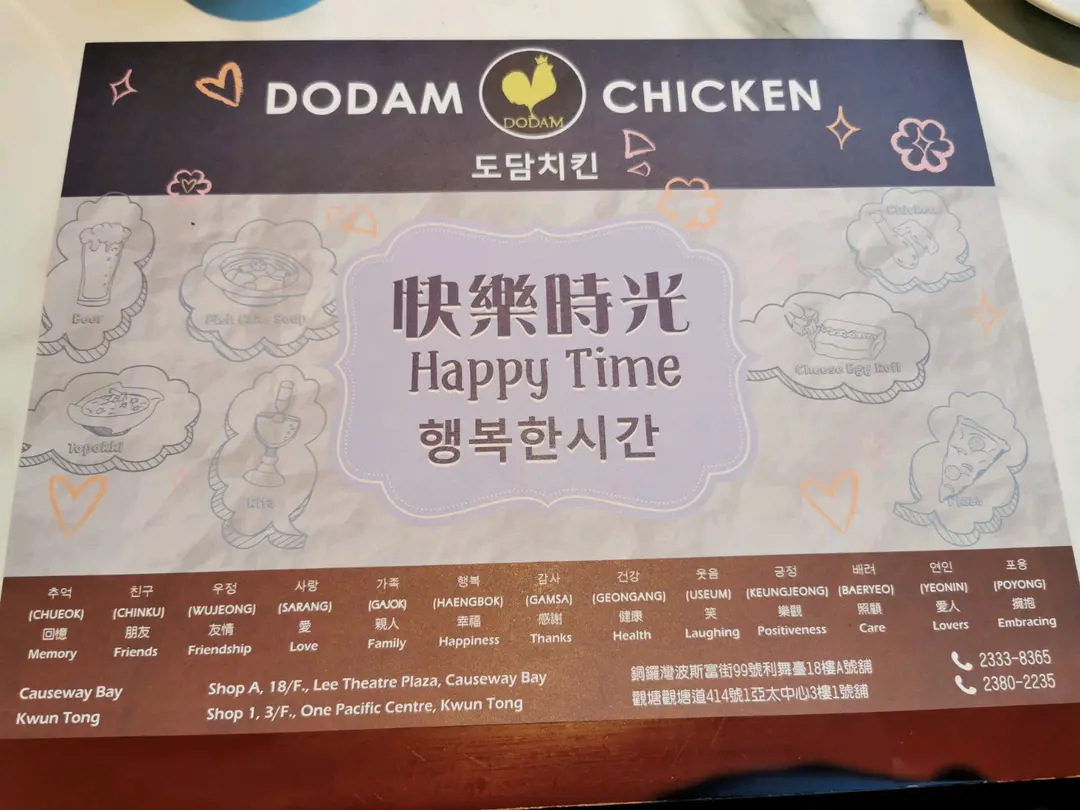 DODAM CHICKEN
DODAM
도담치킨
Beer
Fish Cake Soup
Chicken
快樂時光
Happy Time
행복한시간
Cheese Egg Roll
Topokki
Pizza
추억 친구 우정 사랑 가족 행복 감사 건강 웃음 긍정 배려 연인 포용
(CHUEOK) (CHINKU) (WUJEONG) (SARANG) (GAJOK) (HAENGBOK) (GAMSA) (GEONGANG) (USEUM) (KEUNGJEONG) (BAERYEO) (YEONIN) (POYONG)
回憶 朋友 友情 愛 親人 幸福 感謝 健康 笑 樂觀 照顧 愛人 擁抱
Memory Friends Friendship Love Family Happiness Thanks Health Laughing Positiveness Care Lovers Embracing
Causeway Bay Shop A, 18/F., Lee Theatre Plaza, Causeway Bay 銅鑼灣波斯富街99號利舞臺18樓A號舖 2333-8365
Kwun Tong Shop 1, 3/F., One Pacific Centre, Kwun Tong 觀塘觀塘道414號1亞太中心3樓1號舖 2380-2235